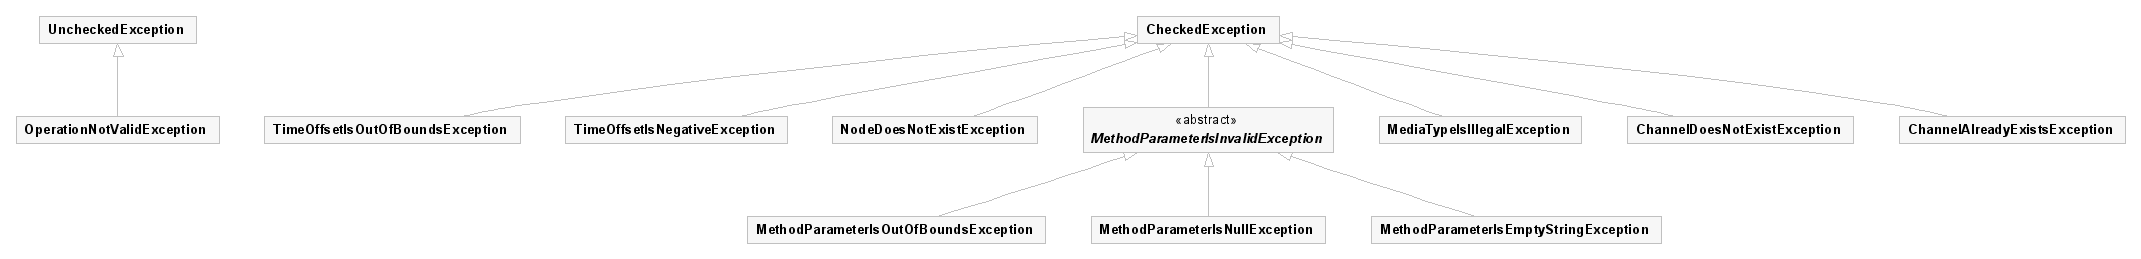 UncheckedException
CheckedException
OperationNotValidException
TimeOffsetIsOutOfBoundsException
TimeOffsetIsNegativeException
NodeDoesNotExistException
«abstract»
MethodParameterIsInvalidException
MediaTypeIsIllegalException
ChannelDoesNotExistException
ChannelAlreadyExistsException
MethodParameterIsOutOfBoundsException
MethodParameterIsNullException
MethodParameterIsEmptyStringException